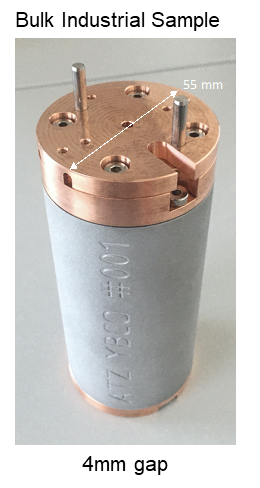 Bulk Industrial Sample
55 mm
ATZ YBCO #001
4mm gap